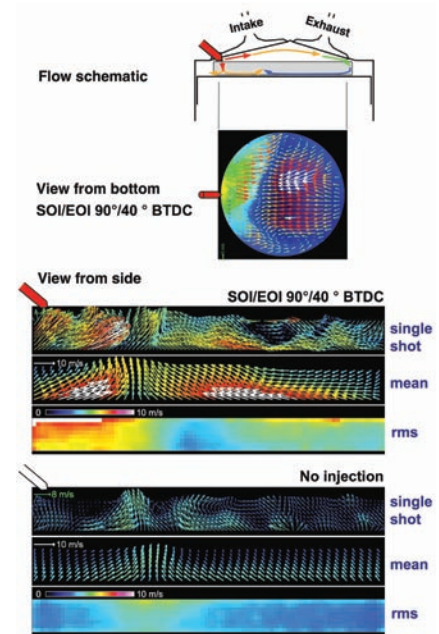 " Intake "
Exhaust
Flow schematic
View from bottom
SOI/EOI 90°/40 ° BTDC
View from side
SOI/EOI 90°/40 ° BTDC
single
shot
10 m/s
mean
0 10 m/s
rms
No injection
8 m/s
single
shot
10 m/s
mean
0 10 m/s
rms